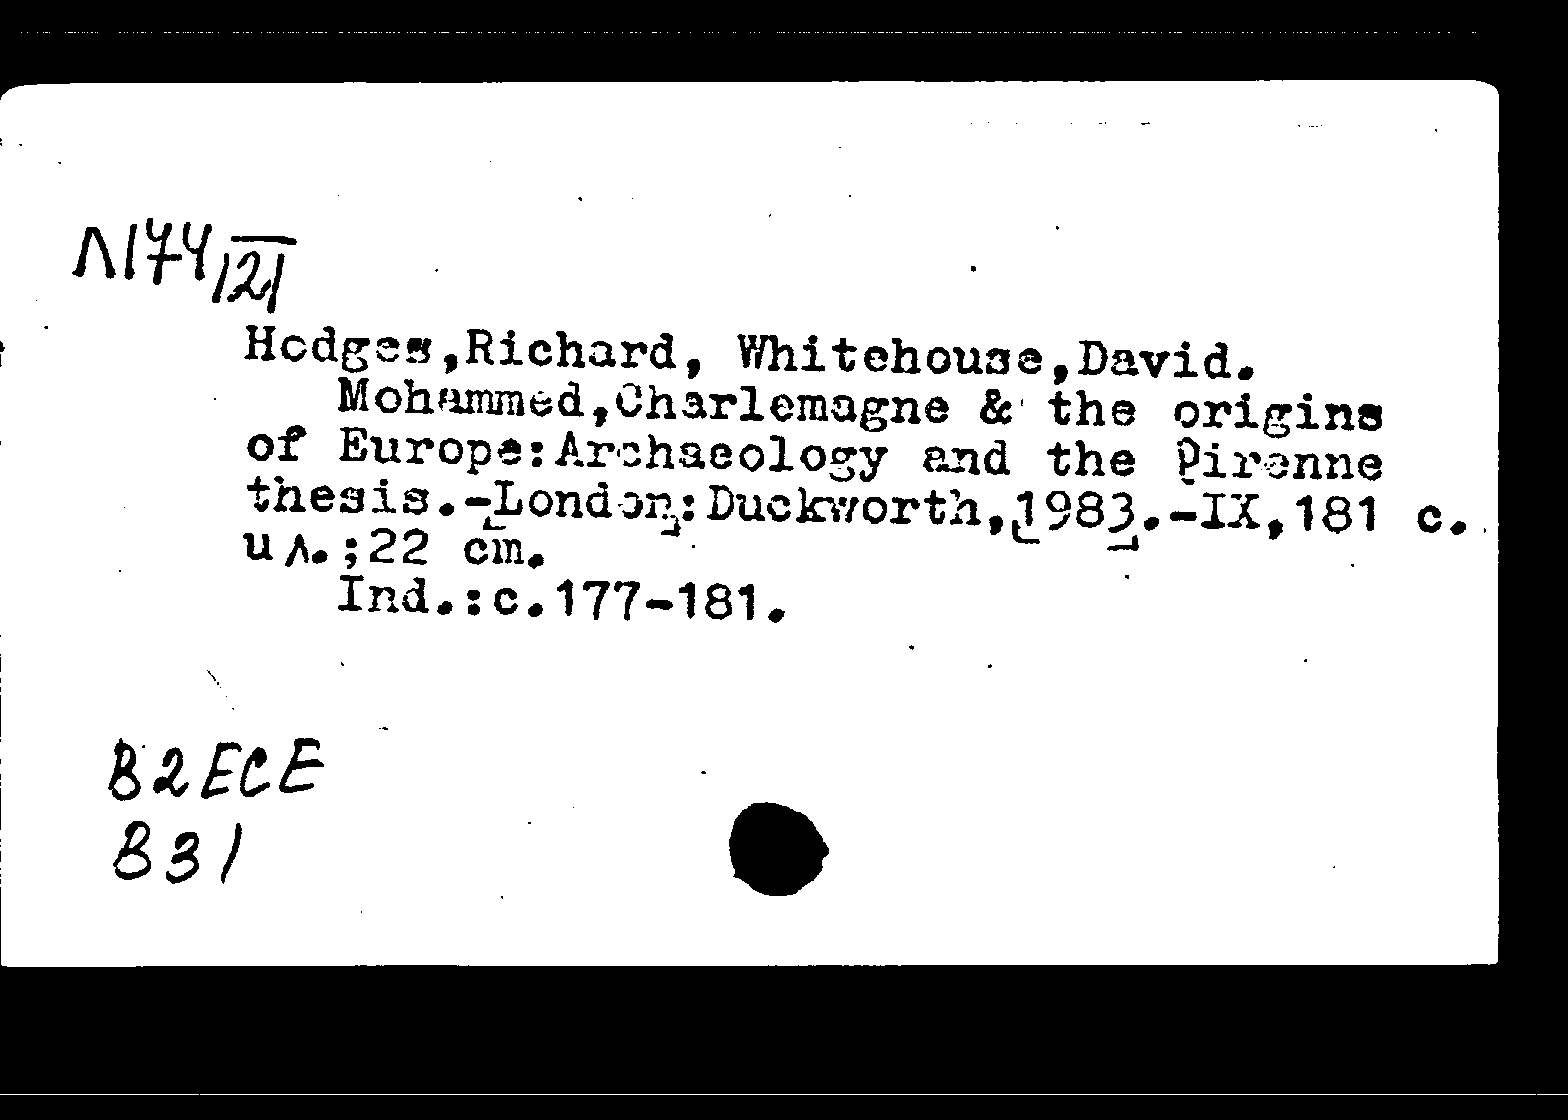 Л174/121
Hodges,Richard, Whitehouse,David.
Mohammed,Charlemagne & the origins
of Europe:Archaeology and the Pirenne
thesis.-[London]:Duckworth,[1983].-IX,181 с.
ил.;22 cm.
Ind.:c.177-181.
B2ECE
B31